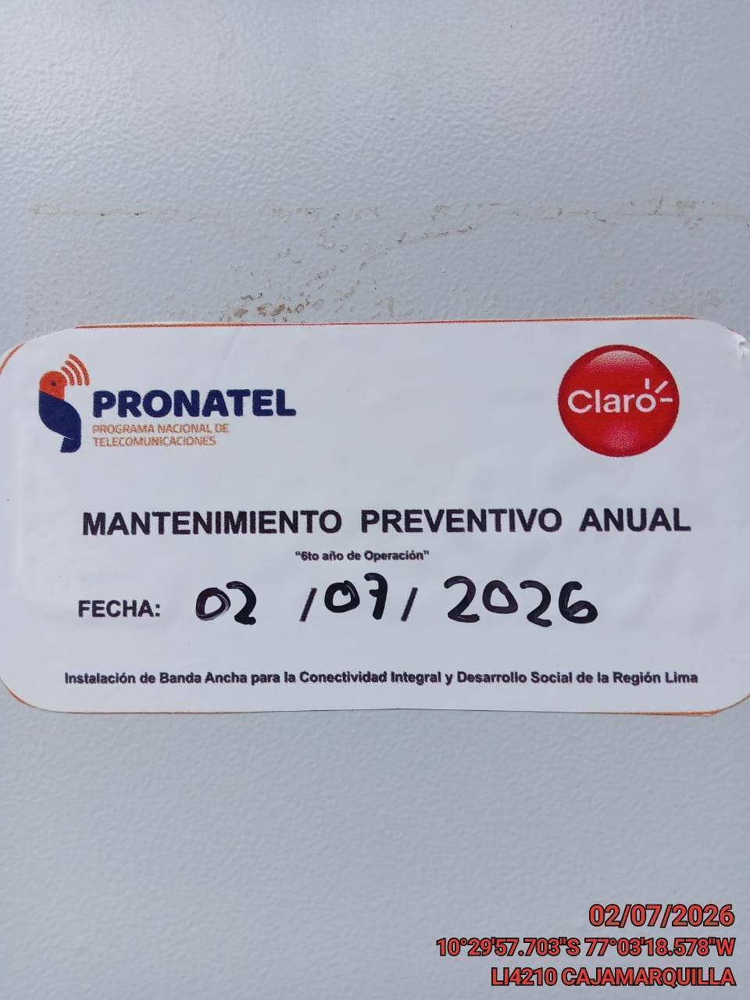 PRONATEL
PROGRAMA NACIONAL DE
TELECOMUNICACIONES
Claro
MANTENIMIENTO PREVENTIVO ANUAL
"6to año de Operación"
FECHA: 02 / 07 / 2026
Instalación de Banda Ancha para la Conectividad Integral y Desarrollo Social de la Región Lima
02/07/2026
10°29'57.703"S 77°03'18.578"W
LI4210 CAJAMARQUILLA